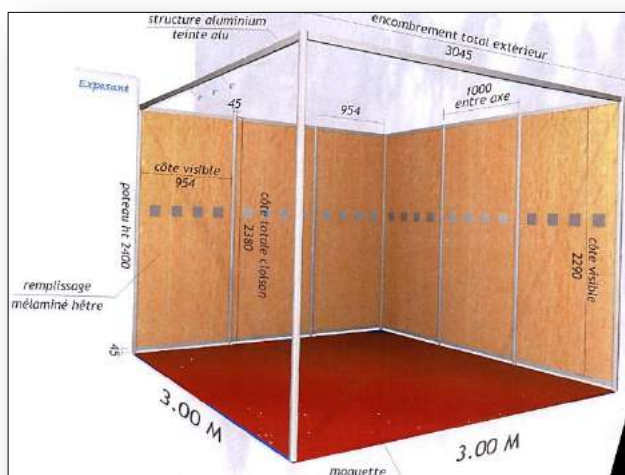 structure aluminium
teinte alu
encombrement total extérieur
3045
Exposant
45
954
1000
entre axe
côte visible
954
poteau ht 2400
côte totale cloison
2380
côte visible
2290
remplissage
mélaminé hêtre
45
3.00 M
3.00 M
moquette